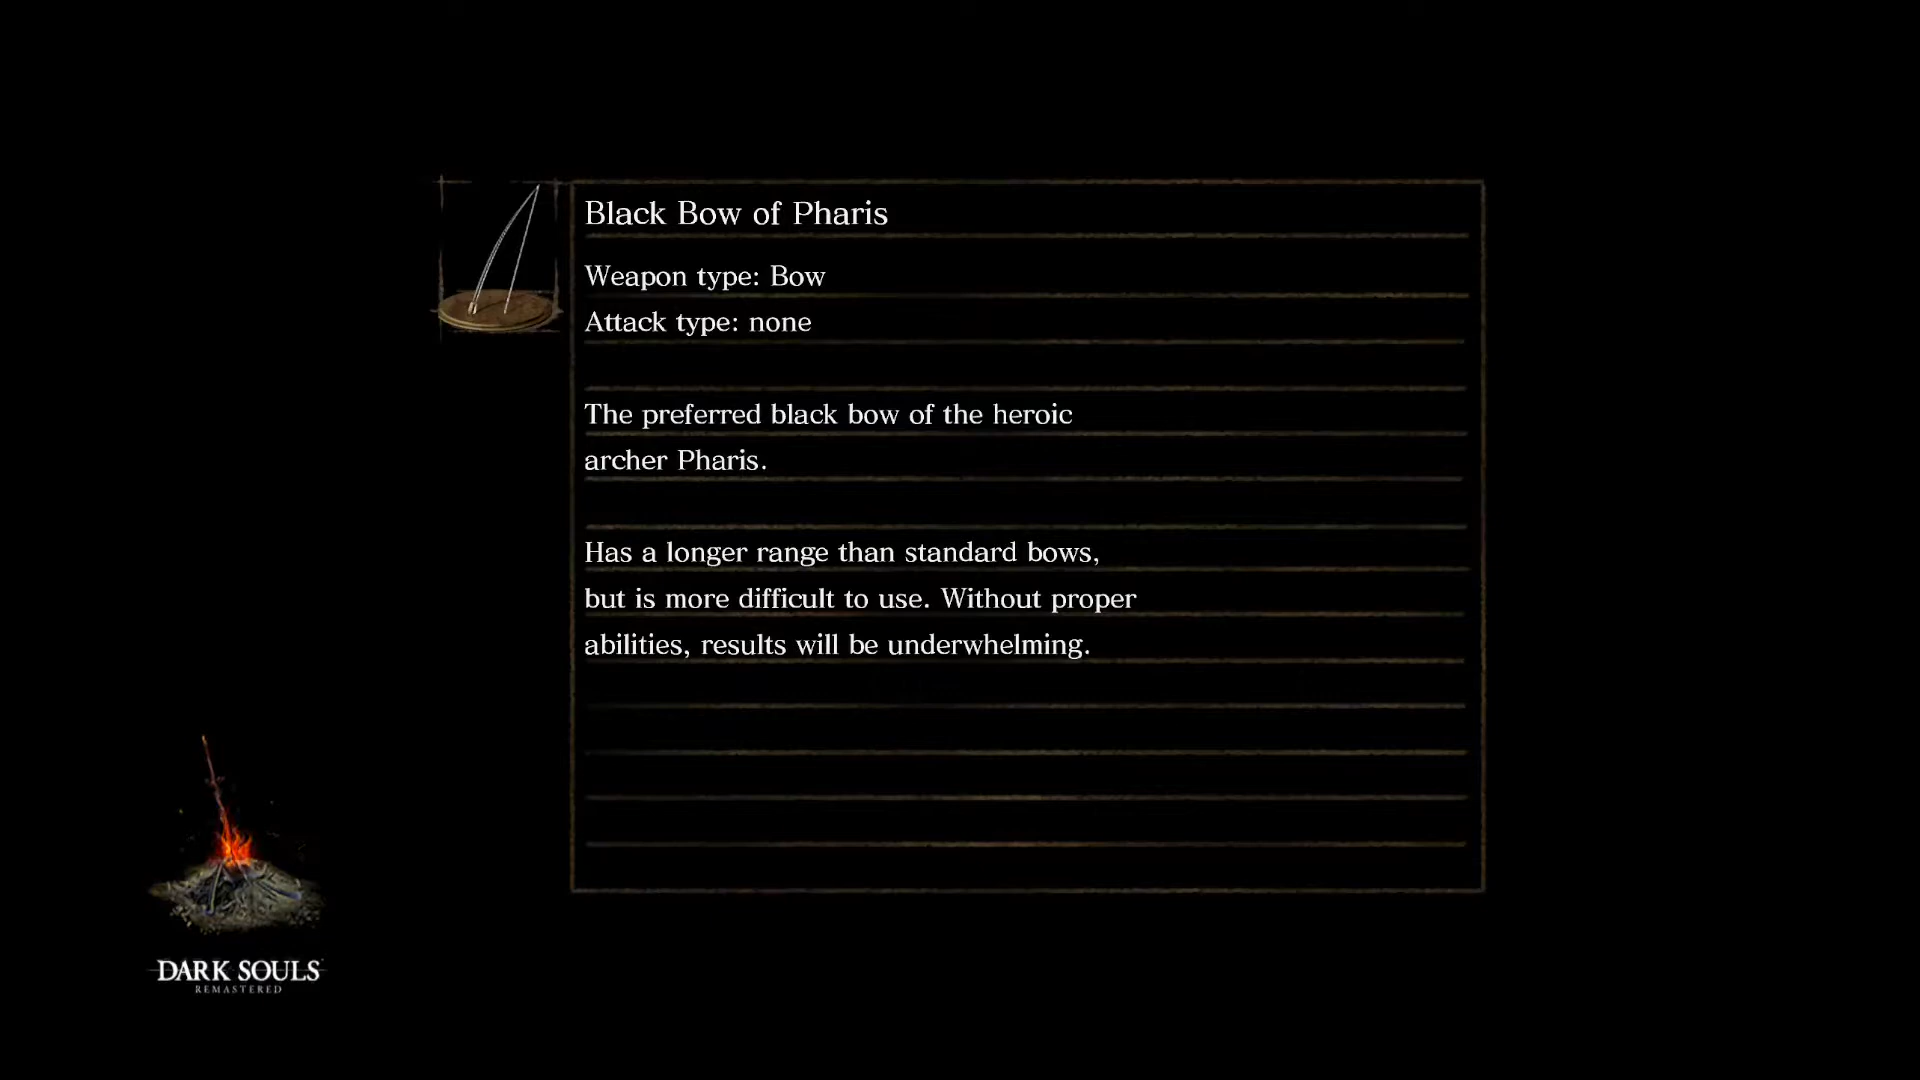 Black Bow of Pharis
Weapon type: Bow
Attack type: none
The preferred black bow of the heroic
archer Pharis.
Has a longer range than standard bows,
but is more difficult to use. Without proper
abilities, results will be underwhelming.
DARK SOULS
REMASTERED